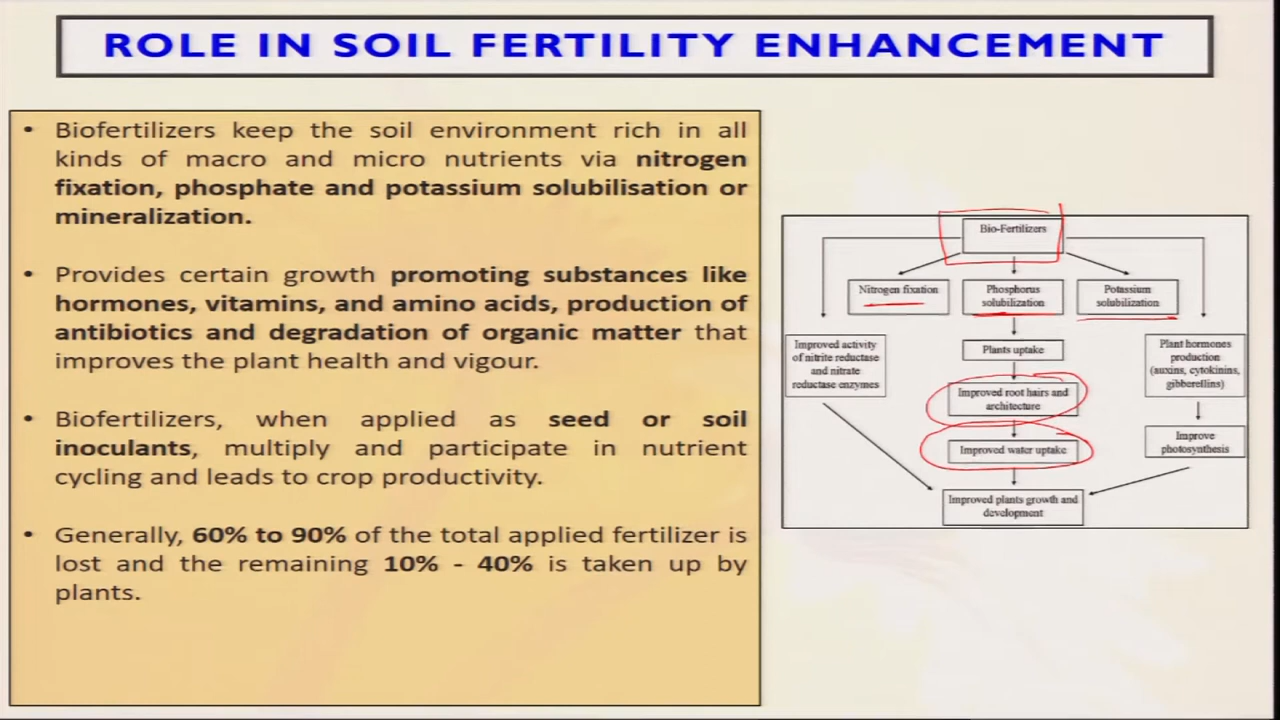 ROLE IN SOIL FERTILITY ENHANCEMENT
• Biofertilizers keep the soil environment rich in all
kinds of macro and micro nutrients via nitrogen
fixation, phosphate and potassium solubilisation or
mineralization.
• Provides certain growth promoting substances like
hormones, vitamins, and amino acids, production of
antibiotics and degradation of organic matter that
improves the plant health and vigour.
• Biofertilizers, when applied as seed or soil
inoculants, multiply and participate in nutrient
cycling and leads to crop productivity.
• Generally, 60% to 90% of the total applied fertilizer is
lost and the remaining 10% - 40% is taken up by
plants.
Bio-Fertilizers
Nitrogen fixation
Phosphorus
solubilization
Potassium
solubilization
Improved activity
of nitrite reductase
and nitrate
reductase enzymes
Plants uptake
Improved root hairs and
architecture
Improved water uptake
Plant hormones
production
(auxins, cytokinins,
gibberellins)
Improve
photosynthesis
Improved plants growth and
development